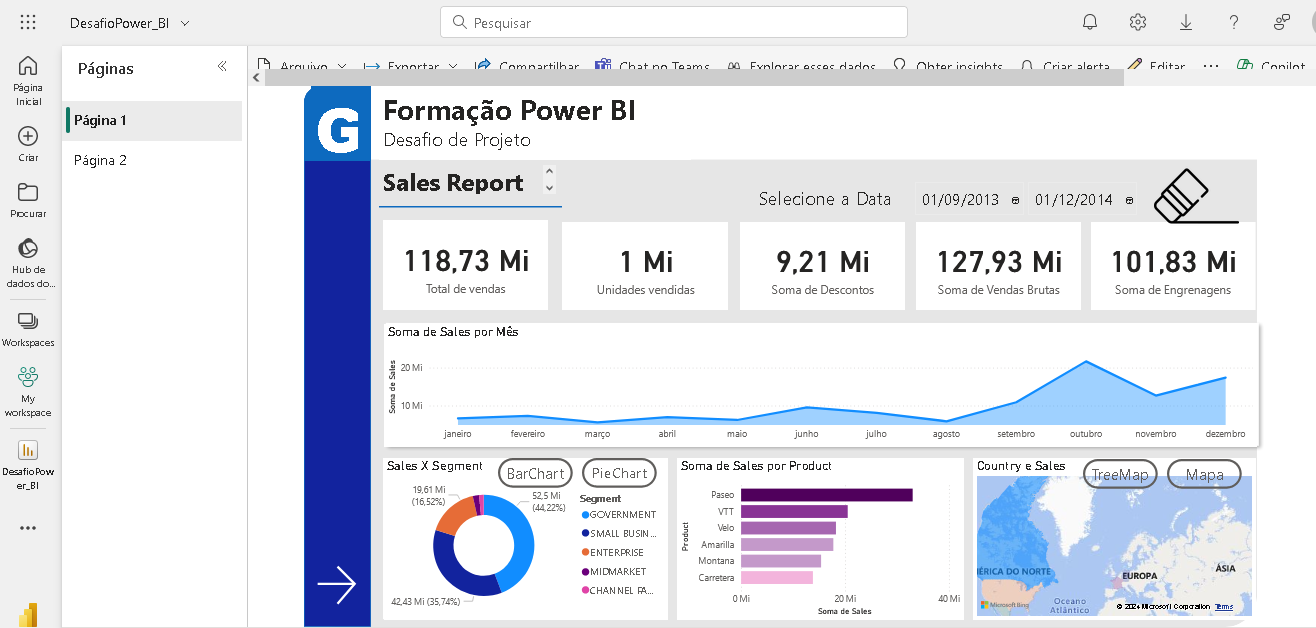 DesafioPower_BI
Pesquisar
Páginas
Arquivo Exportar Compartilhar Chat no Teams Explorar esses dados Obter insights Criar alerta Editar ... Copilot
Página Inicial
Criar
Procurar
Hub de dados do...
Workspaces
My workspace
DesafioPower_BI
Página 1
Página 2
G
Formação Power BI
Desafio de Projeto
Sales Report
Selecione a Data 01/09/2013 01/12/2014
118,73 Mi
Total de vendas
1 Mi
Unidades vendidas
9,21 Mi
Soma de Descontos
127,93 Mi
Soma de Vendas Brutas
101,83 Mi
Soma de Engrenagens
Soma de Sales por Mês
Soma de Sales
20 Mi
10 Mi
janeiro fevereiro março abril maio junho julho agosto setembro outubro novembro dezembro
Sales X Segment
BarChart
PieChart
19,61 Mi
(16,52%)
52,5 Mi
(44,22%)
42,43 Mi (35,74%)
Segment
GOVERNMENT
SMALL BUSIN...
ENTERPRISE
MIDMARKET
CHANNEL PA...
Soma de Sales por Product
Product
Paseo
VTT
Velo
Amarilla
Montana
Carretera
0 Mi 20 Mi 40 Mi
Soma de Sales
Country e Sales
TreeMap
Mapa
ÉRICA DO NORTE
EUROPA
ÁSIA
Oceano
Atlântico
Microsoft Bing
© 2024 Microsoft Corporation Terms